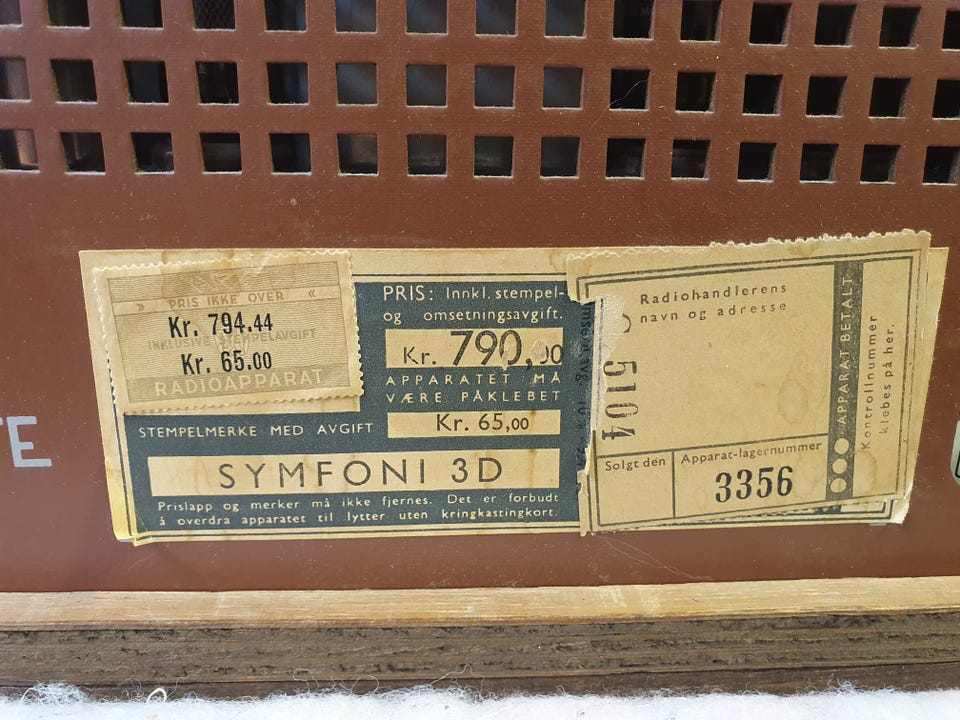 » PRIS IKKE OVER «
Kr. 794.44
INKLUSIVE STEMPELAVGIFT
Kr. 65.00
RADIOAPPARAT
PRIS: Innkl. stempel-
og omsetningsavgift.
Kr. 790,00
APPARATET MÅ
VÆRE PÅKLEBET
STEMPELMERKE MED AVGIFT Kr. 65,00
SYMFONI 3D
Prislapp og merker må ikke fjernes. Det er forbudt
å overdra apparatet til lytter uten kringkastingkort.
5104
Radiohandlerens
navn og adresse
Solgt den
Apparat-lagernummer
3356
APPARAT BETALT
Kontrollnummer
klebes på her.
TE